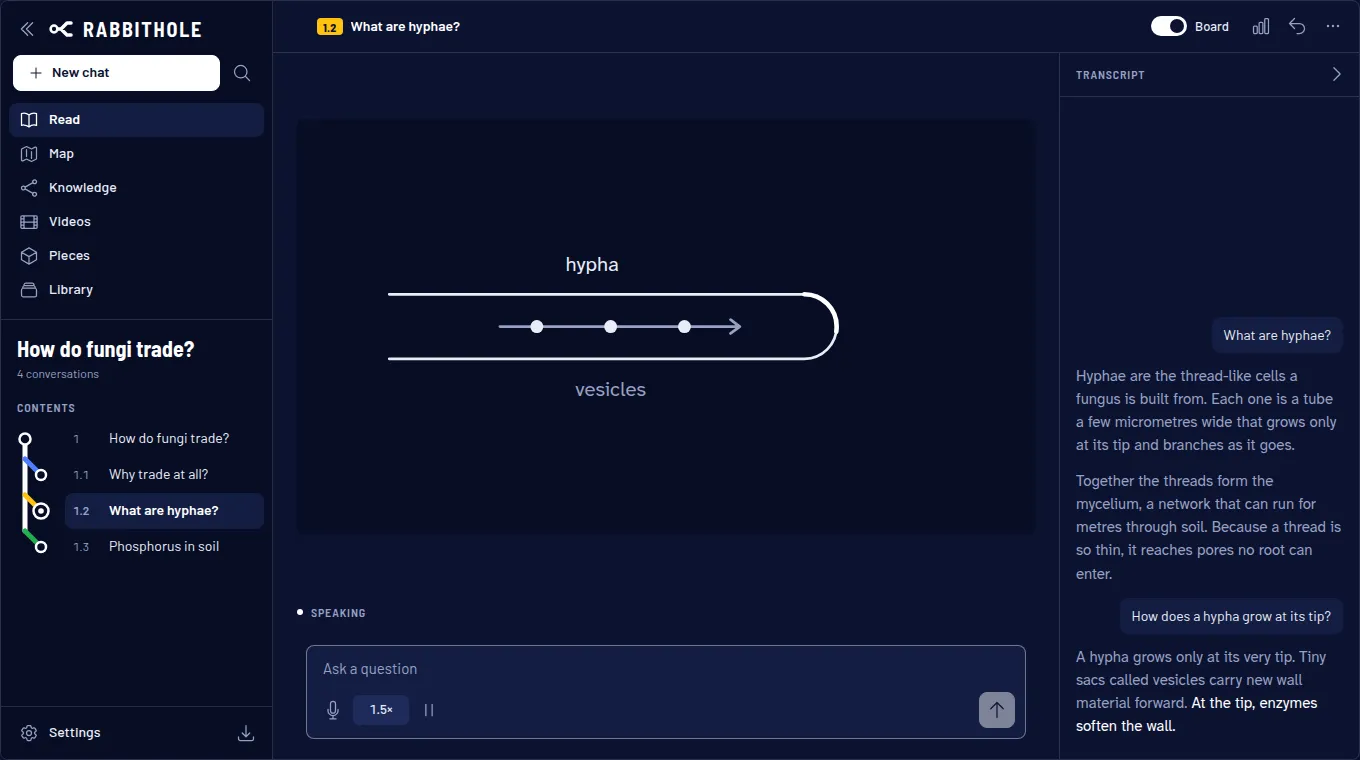 RABBITHOLE
New chat
Read
Map
Knowledge
Videos
Pieces
Library
How do fungi trade?
4 conversations
CONTENTS
1 How do fungi trade?
1.1 Why trade at all?
1.2 What are hyphae?
1.3 Phosphorus in soil
Settings
1.2 What are hyphae?
Board
hypha
vesicles
SPEAKING
Ask a question
1.5×
TRANSCRIPT
What are hyphae?
Hyphae are the thread-like cells a
fungus is built from. Each one is a tube
a few micrometres wide that grows only
at its tip and branches as it goes.
Together the threads form the
mycelium, a network that can run for
metres through soil. Because a thread is
so thin, it reaches pores no root can
enter.
How does a hypha grow at its tip?
A hypha grows only at its very tip. Tiny
sacs called vesicles carry new wall
material forward. At the tip, enzymes
soften the wall.